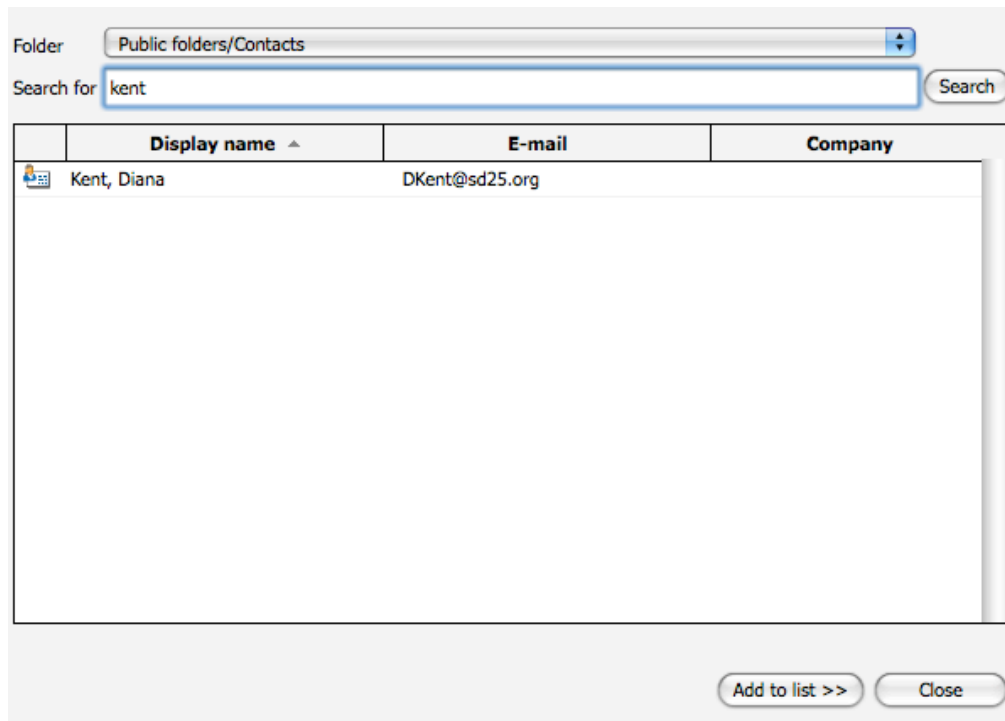 Folder Public folders/Contacts
Search for kent Search
Display name E-mail Company
Kent, Diana DKent@sd25.org
Add to list >> Close